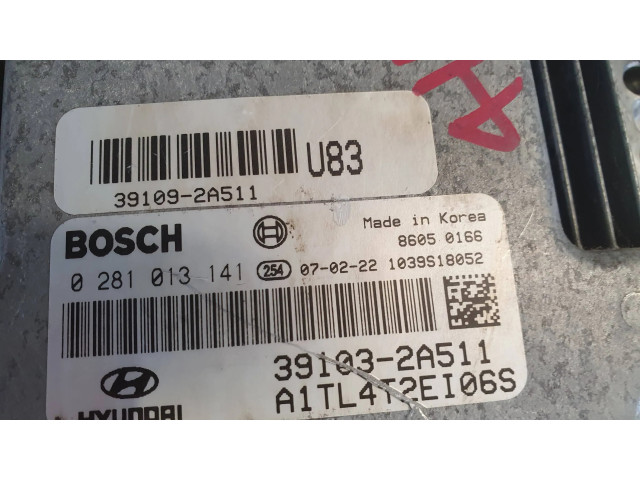 U83
39109-2A511
BOSCH
Made in Korea
8605 0166
0 281 013 141 254 07-02-22 1039S18052
39103-2A511
HYUNDAI A1TL4T2EI06S